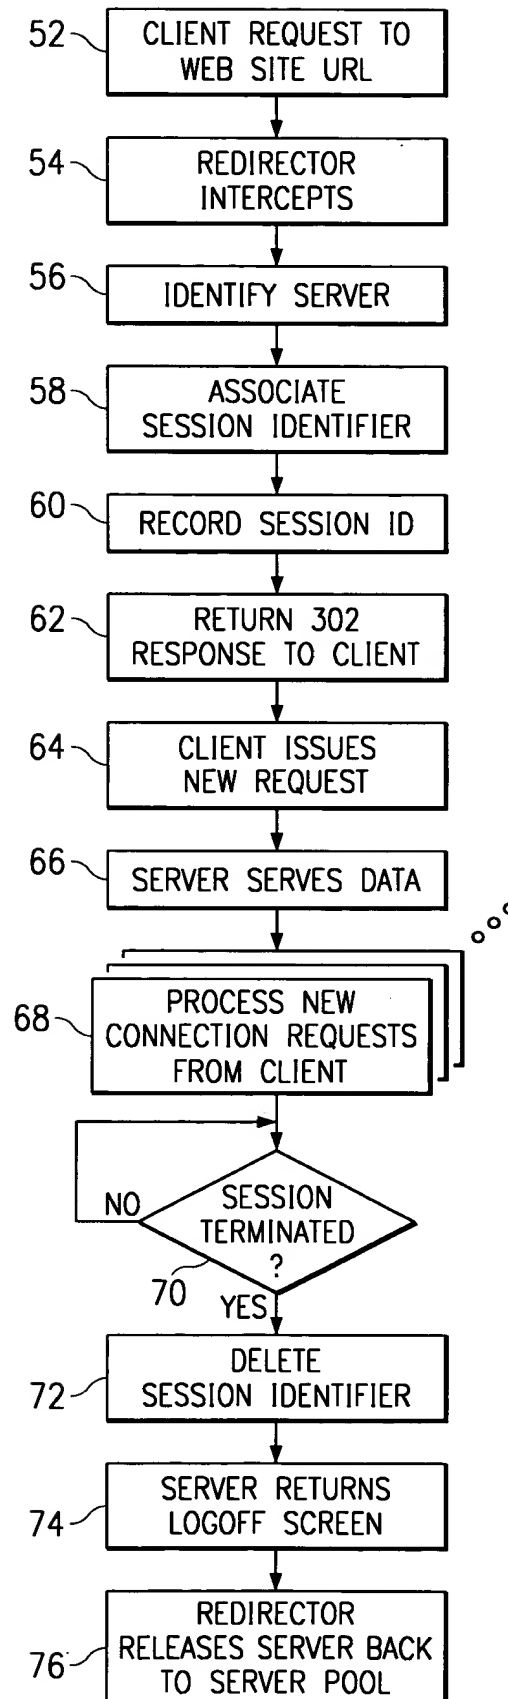 52
CLIENT REQUEST TO
WEB SITE URL
54
REDIRECTOR
INTERCEPTS
56
IDENTIFY SERVER
58
ASSOCIATE
SESSION IDENTIFIER
60
RECORD SESSION ID
62
RETURN 302
RESPONSE TO CLIENT
64
CLIENT ISSUES
NEW REQUEST
66
SERVER SERVES DATA
68
PROCESS NEW
CONNECTION REQUESTS
FROM CLIENT
NO
SESSION
TERMINATED
?
70
YES
72
DELETE
SESSION IDENTIFIER
74
SERVER RETURNS
LOGOFF SCREEN
76
REDIRECTOR
RELEASES SERVER BACK
TO SERVER POOL